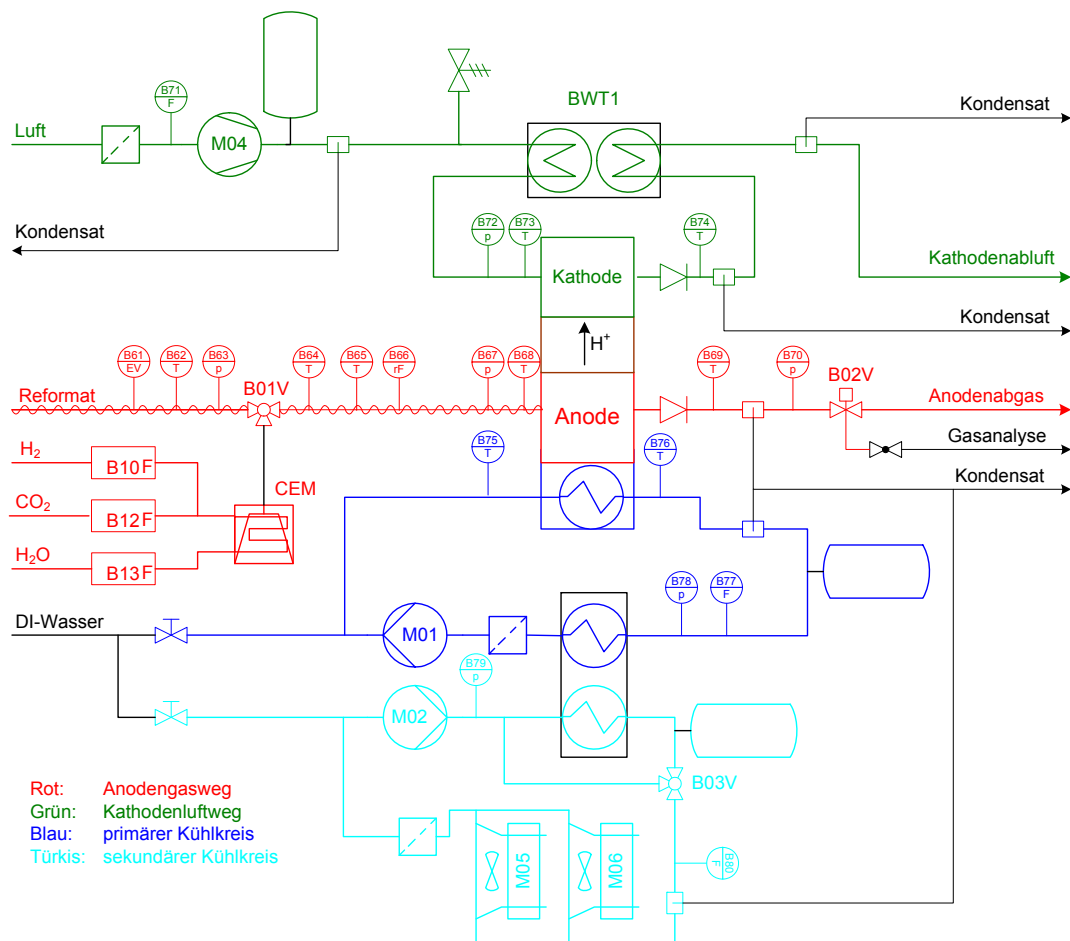 B71
F
BWT1
Kondensat
Luft
M04
Kondensat
B72
p
B73
T
B74
T
Kathode
Kathodenabluft
Kondensat
H+
B61
EV
B62
T
B63
p
B64
T
B65
T
B66
rF
B67
p
B68
T
B69
T
B70
p
B01V
B02V
Reformat
Anode
Anodenabgas
Gasanalyse
H2
B10 F
B75
T
B76
T
Kondensat
CEM
CO2
B12 F
H2O
B13 F
B78
p
B77
F
DI-Wasser
M01
B79
p
M02
B03V
Rot: Anodengasweg
Grün: Kathodenluftweg
Blau: primärer Kühlkreis
Türkis: sekundärer Kühlkreis
M05
M06
B80
F